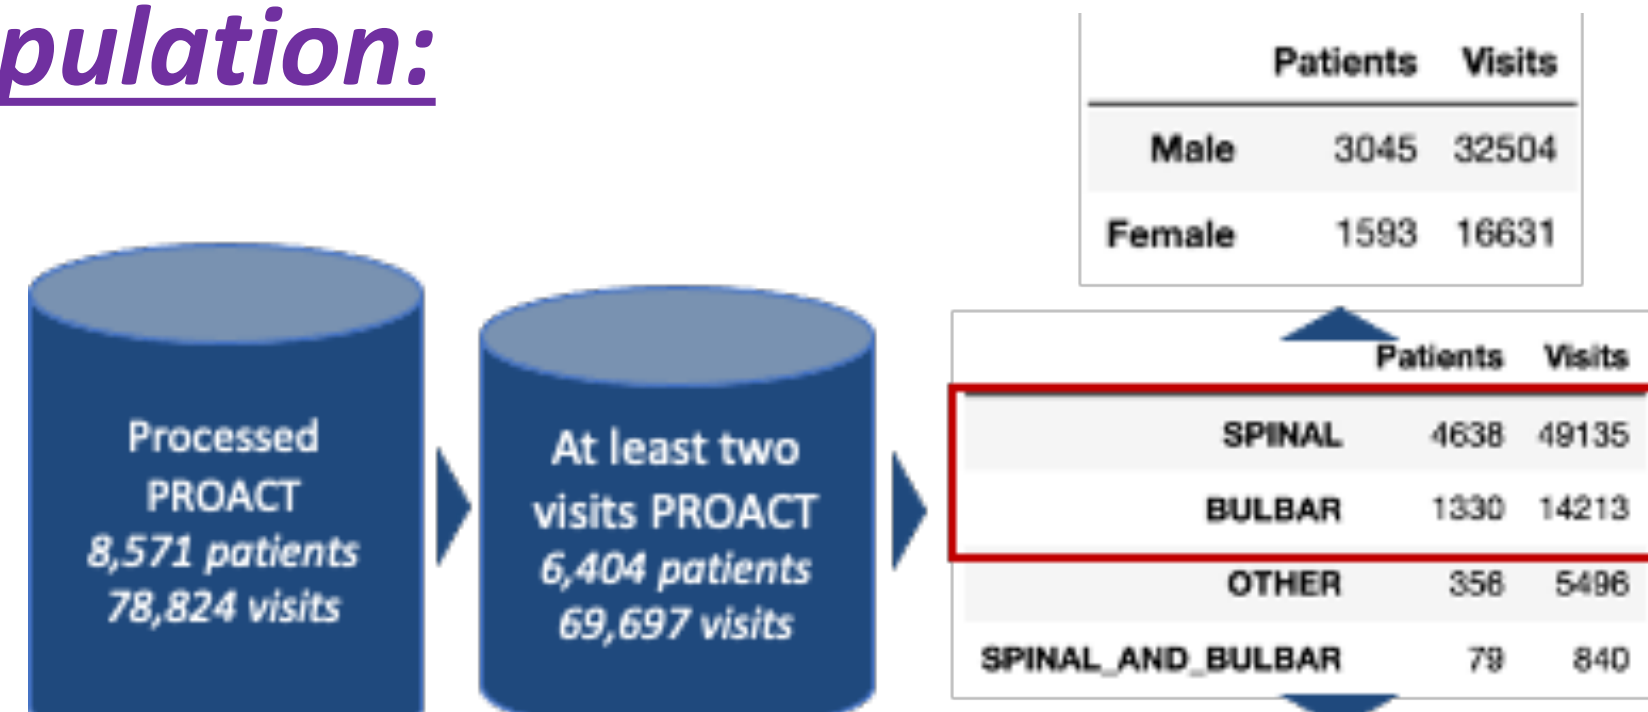 pulation:
Patients Visits
Male 3045 32504
Female 1593 16631
Processed
PROACT
8,571 patients
78,824 visits
At least two
visits PROACT
6,404 patients
69,697 visits
Patients Visits
SPINAL 4638 49135
BULBAR 1330 14213
OTHER 356 5496
SPINAL_AND_BULBAR 79 840